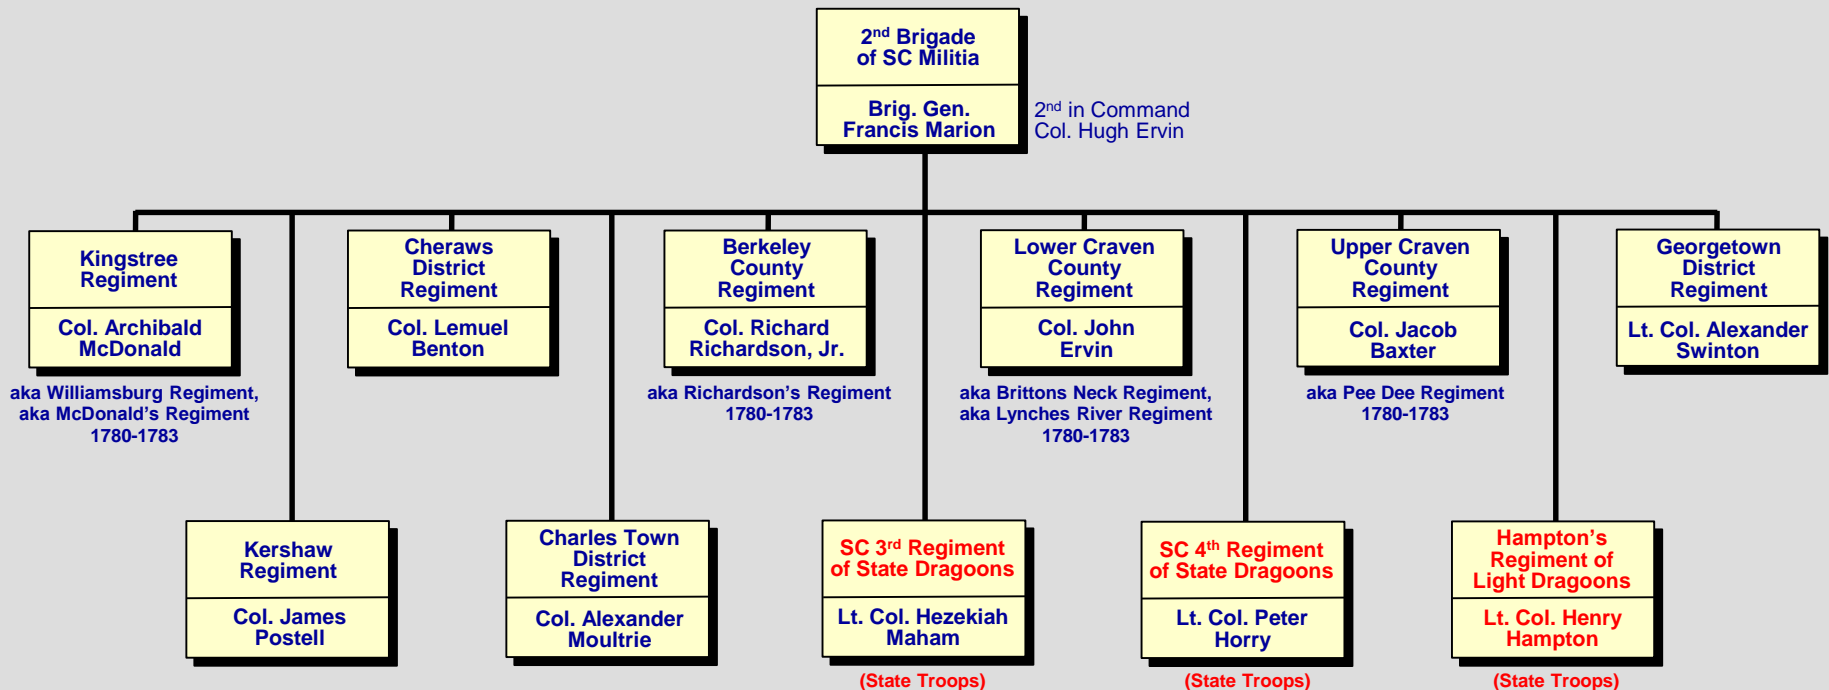 2nd Brigade
of SC Militia
Brig. Gen.
Francis Marion
2nd in Command
Col. Hugh Ervin
Kingstree
Regiment
Col. Archibald
McDonald
aka Williamsburg Regiment,
aka McDonald's Regiment
1780-1783
Cheraws
District
Regiment
Col. Lemuel
Benton
Berkeley
County
Regiment
Col. Richard
Richardson, Jr.
aka Richardson's Regiment
1780-1783
Lower Craven
County
Regiment
Col. John
Ervin
aka Brittons Neck Regiment,
aka Lynches River Regiment
1780-1783
Upper Craven
County
Regiment
Col. Jacob
Baxter
aka Pee Dee Regiment
1780-1783
Georgetown
District
Regiment
Lt. Col. Alexander
Swinton
Kershaw
Regiment
Col. James
Postell
Charles Town
District
Regiment
Col. Alexander
Moultrie
SC 3rd Regiment
of State Dragoons
Lt. Col. Hezekiah
Maham
(State Troops)
SC 4th Regiment
of State Dragoons
Lt. Col. Peter
Horry
(State Troops)
Hampton's
Regiment of
Light Dragoons
Lt. Col. Henry
Hampton
(State Troops)